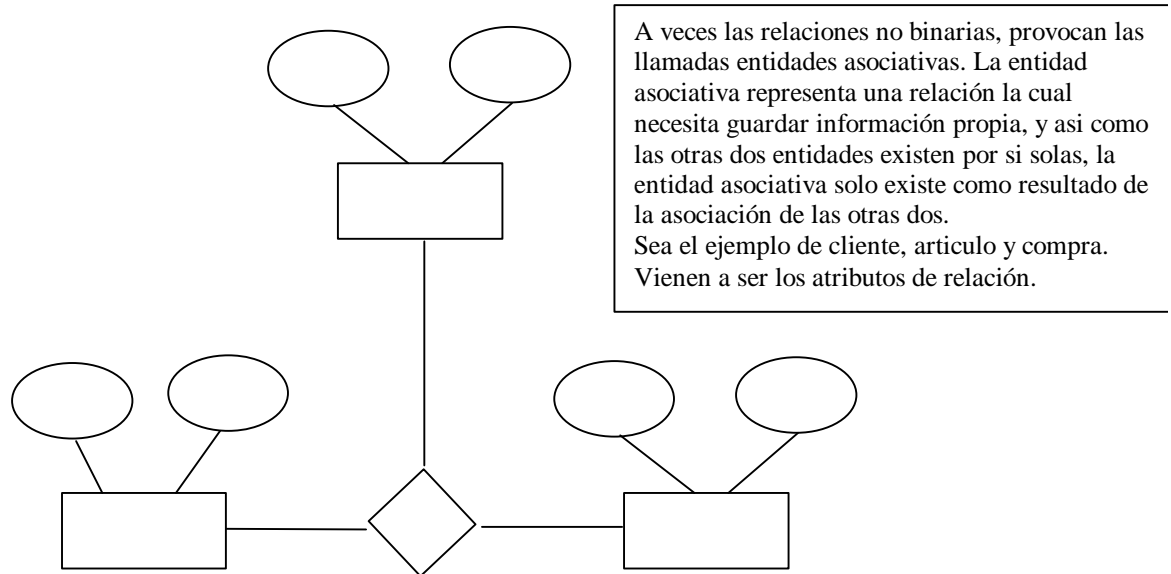 A veces las relaciones no binarias, provocan las
llamadas entidades asociativas. La entidad
asociativa representa una relación la cual
necesita guardar información propia, y asi como
las otras dos entidades existen por si solas, la
entidad asociativa solo existe como resultado de
la asociación de las otras dos.
Sea el ejemplo de cliente, articulo y compra.
Vienen a ser los atributos de relación.